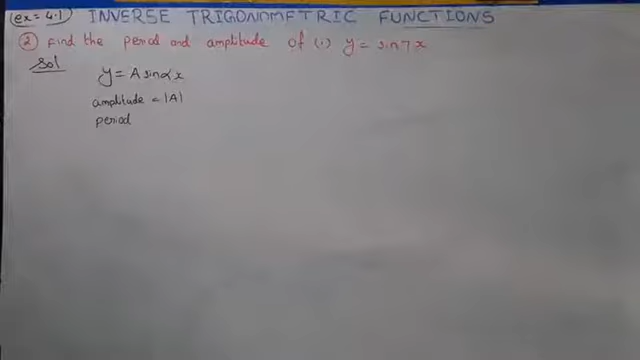 (ex = 4.1) INVERSE TRIGONOMETRIC FUNCTIONS
② Find the period and amplitude of (i) y = sin 7x
Sol
y = A sin αx
amplitude = |A|
period